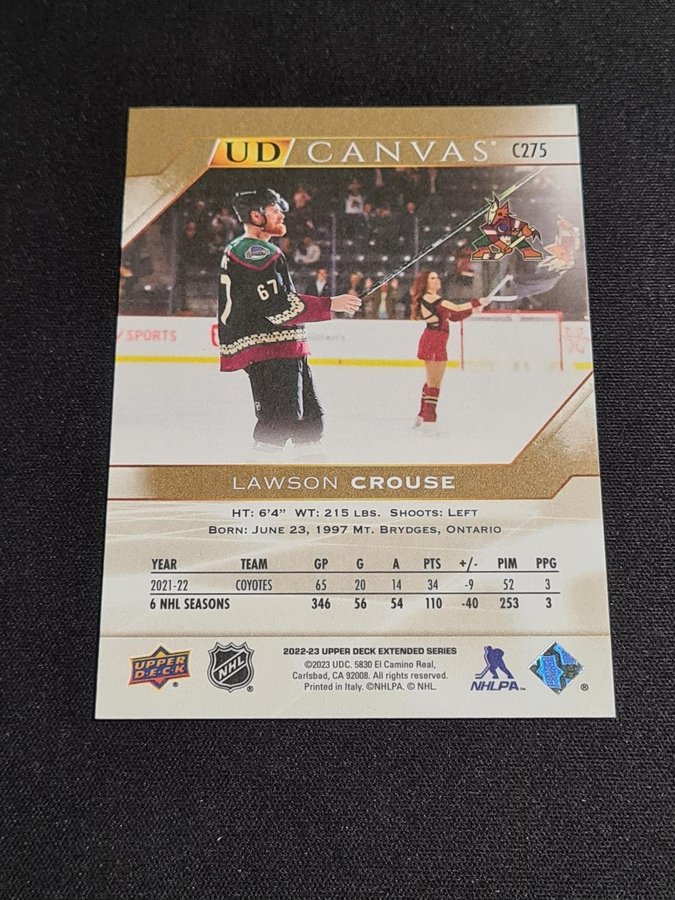 UD CANVAS® C275
67
SPORTS
LAWSON CROUSE
HT: 6'4" WT: 215 LBS. SHOOTS: LEFT
BORN: JUNE 23, 1997 MT. BRYDGES, ONTARIO
YEAR TEAM GP G A PTS +/- PIM PPG
2021-22 COYOTES 65 20 14 34 -9 52 3
6 NHL SEASONS 346 56 54 110 -40 253 3
2022-23 UPPER DECK EXTENDED SERIES
©2023 UDC. 5830 El Camino Real,
Carlsbad, CA 92008. All rights reserved.
Printed in Italy. ©NHLPA. © NHL.
UPPER
DECK®
NHL®
NHLPA™
®